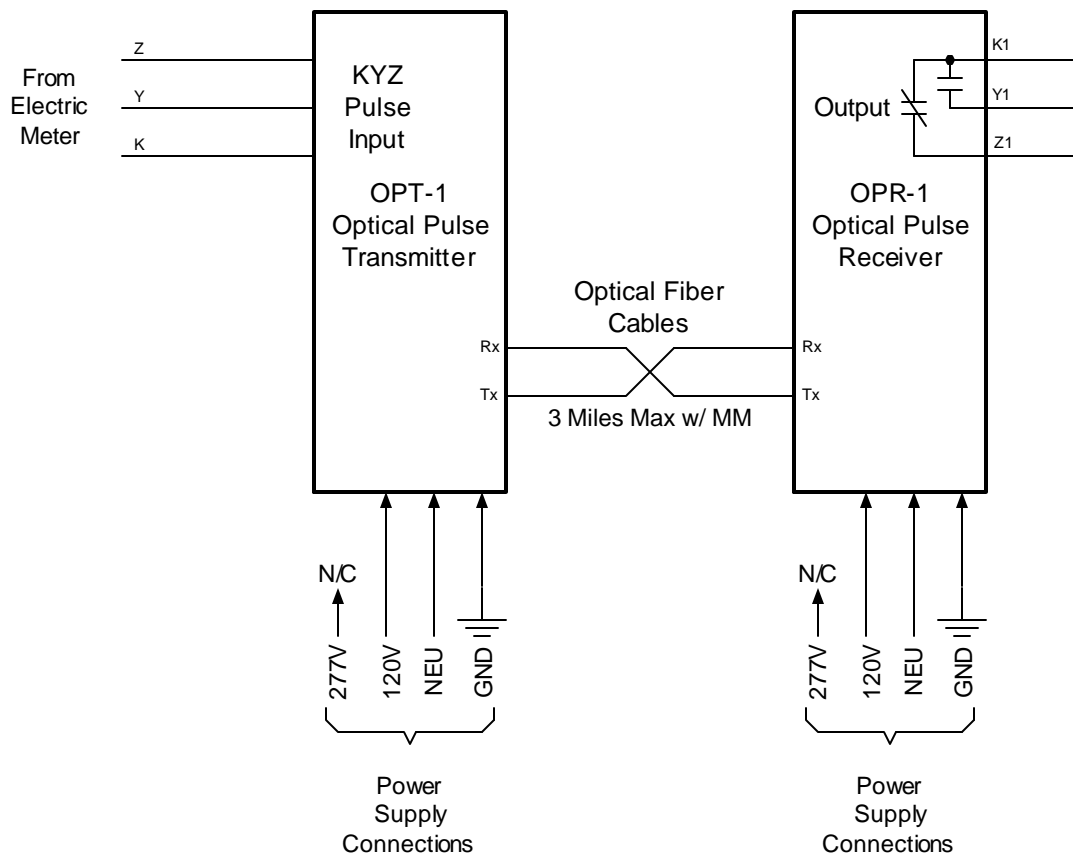 From
Electric
Meter
Z
Y
K
KYZ
Pulse
Input
OPT-1
Optical Pulse
Transmitter
Rx
Tx
Optical Fiber
Cables
3 Miles Max w/ MM
Output
K1
Y1
Z1
OPR-1
Optical Pulse
Receiver
Rx
Tx
N/C
277V
120V
NEU
GND
Power
Supply
Connections
N/C
277V
120V
NEU
GND
Power
Supply
Connections